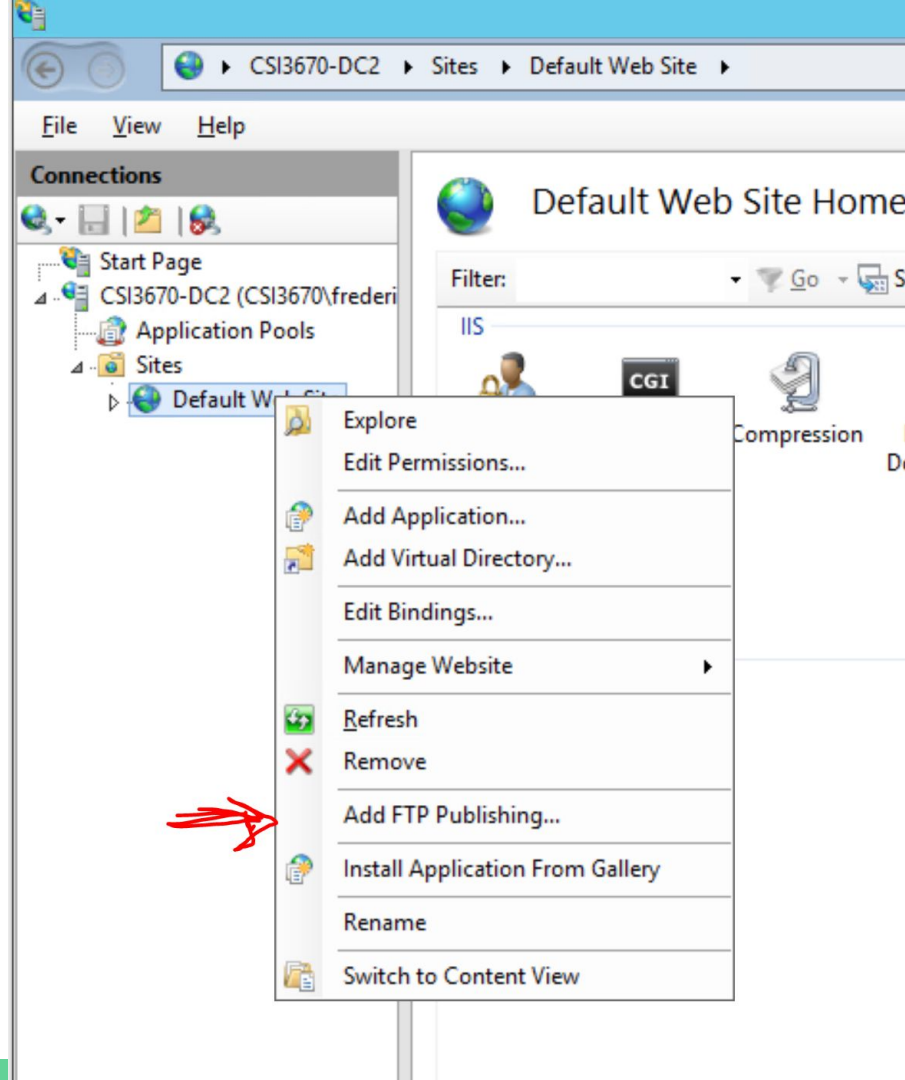 CSI3670-DC2 Sites Default Web Site
File View Help
Connections
Start Page
CSI3670-DC2 (CSI3670\frederi
Application Pools
Sites
Default W
Default Web Site Home
Filter: Go S
IIS
CGI
Compression
De
Explore
Edit Permissions...
Add Application...
Add Virtual Directory...
Edit Bindings...
Manage Website
Refresh
Remove
Add FTP Publishing...
Install Application From Gallery
Rename
Switch to Content View